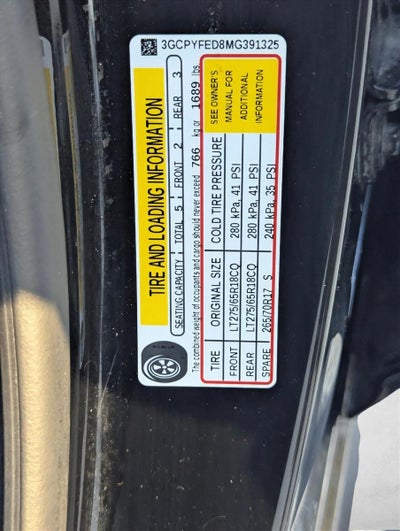 3GCPYFED8MG391325
TIRE AND LOADING INFORMATION
SEATING CAPACITY TOTAL 5 FRONT 2 REAR 3
The combined weight of occupants and cargo should never exceed 766 kg or 1689 lbs
TIRE ORIGINAL SIZE COLD TIRE PRESSURE SEE OWNER'S
FRONT LT275/65R18CO 280 kPa, 41 PSI MANUAL FOR
REAR LT275/65R18CO 280 kPa, 41 PSI ADDITIONAL
SPARE 265/70R17 S 240 kPa, 35 PSI INFORMATION